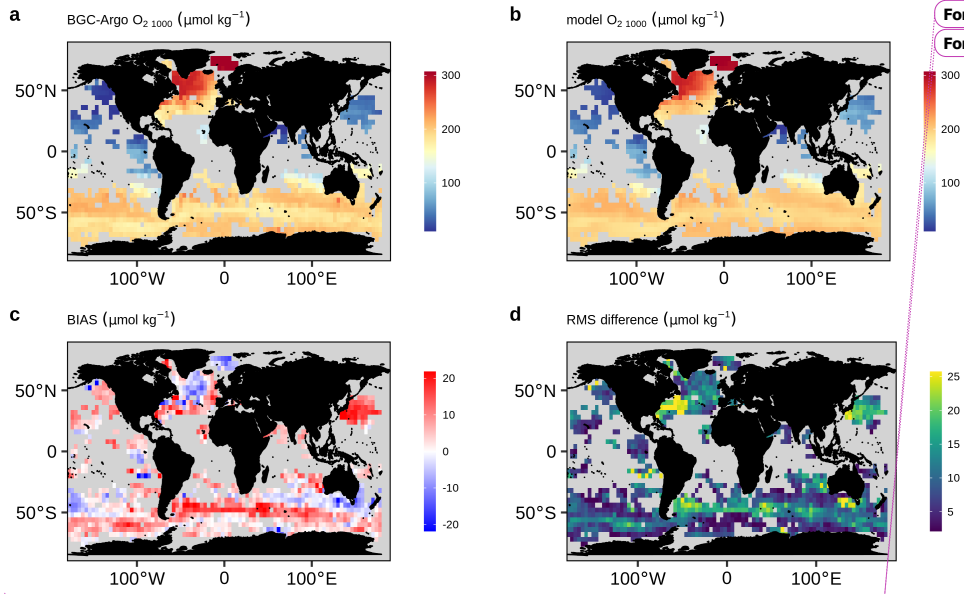 a
BGC-Argo O2 1000 (μmol kg−1)
50°N
0
50°S
100°W
0
100°E
300
200
100
b
model O2 1000 (μmol kg−1)
50°N
0
50°S
100°W
0
100°E
300
200
100
For
For
c
BIAS (μmol kg−1)
50°N
0
50°S
100°W
0
100°E
20
10
0
-10
-20
d
RMS difference (μmol kg−1)
50°N
0
50°S
100°W
0
100°E
25
20
15
10
5